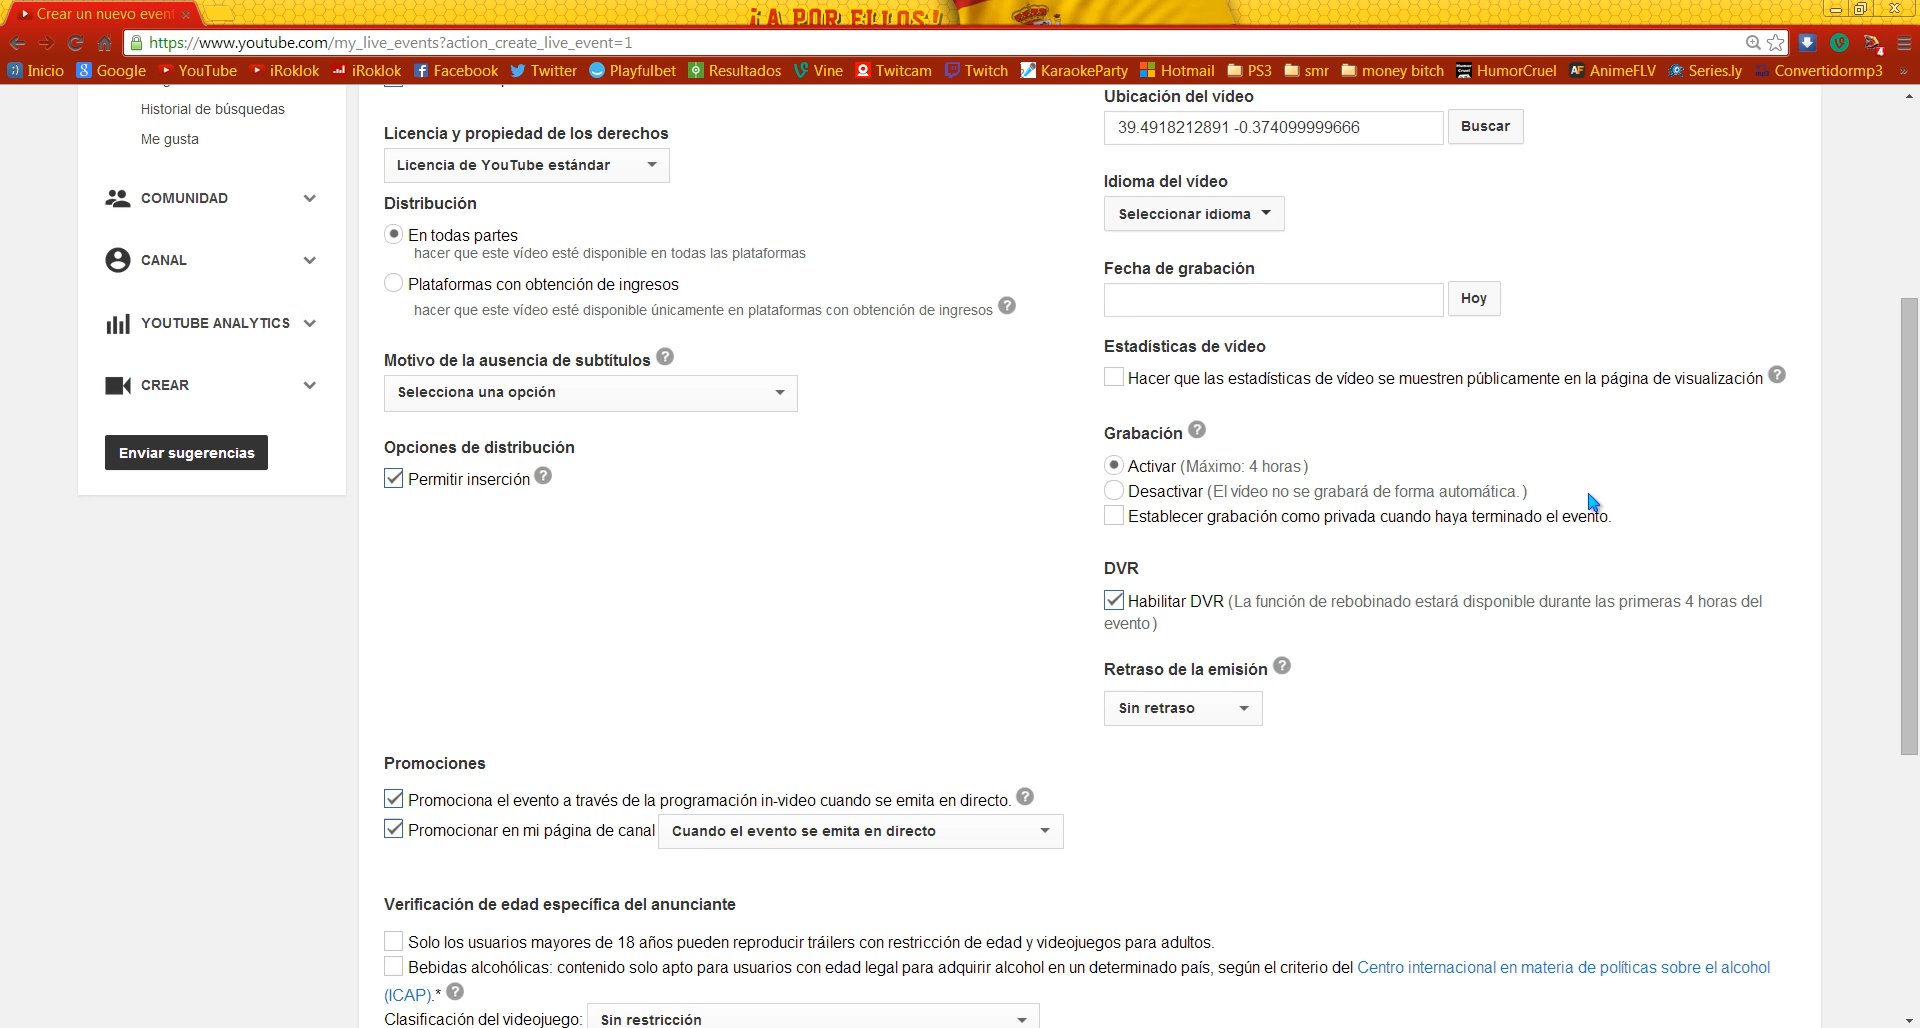 Crear un nuevo event
¡A POR ELLOS!
https://www.youtube.com/my_live_events?action_create_live_event=1
Inicio Google YouTube iRoklok iRoklok Facebook Twitter Playfulbet Resultados Vine Twitcam Twitch KaraokeParty Hotmail PS3 smr money bitch HumorCruel AnimeFLV Series.ly Convertidormp3 »
Historial de búsquedas
Me gusta
COMUNIDAD
CANAL
YOUTUBE ANALYTICS
CREAR
Enviar sugerencias
Licencia y propiedad de los derechos
Licencia de YouTube estándar
Distribución
En todas partes
hacer que este vídeo esté disponible en todas las plataformas
Plataformas con obtención de ingresos
hacer que este vídeo esté disponible únicamente en plataformas con obtención de ingresos ?
Motivo de la ausencia de subtítulos ?
Selecciona una opción
Opciones de distribución
Permitir inserción ?
Ubicación del vídeo
39.4918212891 -0.374099999666 Buscar
Idioma del vídeo
Seleccionar idioma
Fecha de grabación
Hoy
Estadísticas de vídeo
Hacer que las estadísticas de vídeo se muestren públicamente en la página de visualización ?
Grabación ?
Activar (Máximo: 4 horas)
Desactivar (El vídeo no se grabará de forma automática.)
Establecer grabación como privada cuando haya terminado el evento.
DVR
Habilitar DVR (La función de rebobinado estará disponible durante las primeras 4 horas del
evento)
Retraso de la emisión ?
Sin retraso
Promociones
Promociona el evento a través de la programación in-video cuando se emita en directo. ?
Promocionar en mi página de canal Cuando el evento se emita en directo
Verificación de edad específica del anunciante
Solo los usuarios mayores de 18 años pueden reproducir tráilers con restricción de edad y videojuegos para adultos.
Bebidas alcohólicas: contenido solo apto para usuarios con edad legal para adquirir alcohol en un determinado país, según el criterio del Centro internacional en materia de políticas sobre el alcohol
(ICAP).* ?
Clasificación del videojuego: Sin restricción